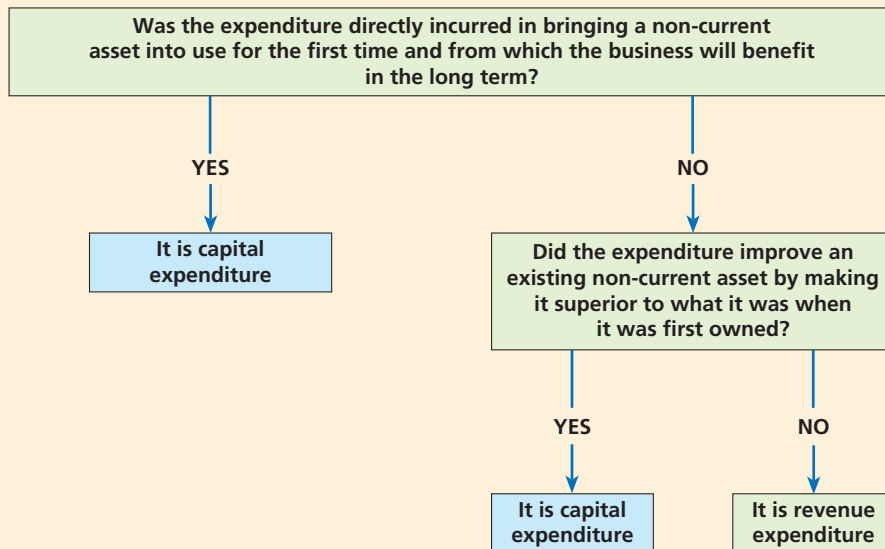 Was the expenditure directly incurred in bringing a non-current
asset into use for the first time and from which the business will benefit
in the long term?
YES
NO
It is capital
expenditure
Did the expenditure improve an
existing non-current asset by making
it superior to what it was when
it was first owned?
YES
NO
It is capital
expenditure
It is revenue
expenditure